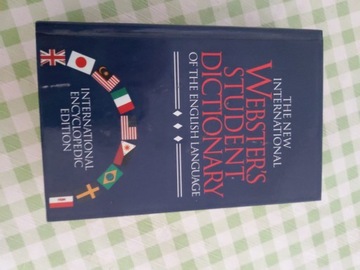 THE NEW
INTERNATIONAL
WEBSTER'S
STUDENT
DICTIONARY
OF THE ENGLISH LANGUAGE
INTERNATIONAL
ENCYCLOPEDIC
EDITION